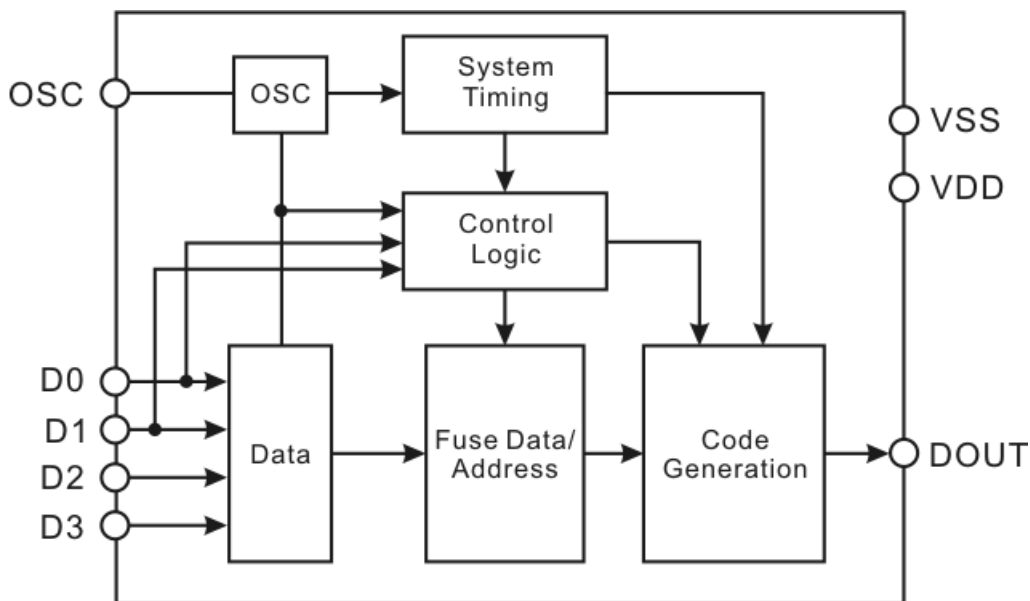 OSC
OSC
System
Timing
VSS
VDD
Control
Logic
D0
D1
D2
D3
Data
Fuse Data/
Address
Code
Generation
DOUT